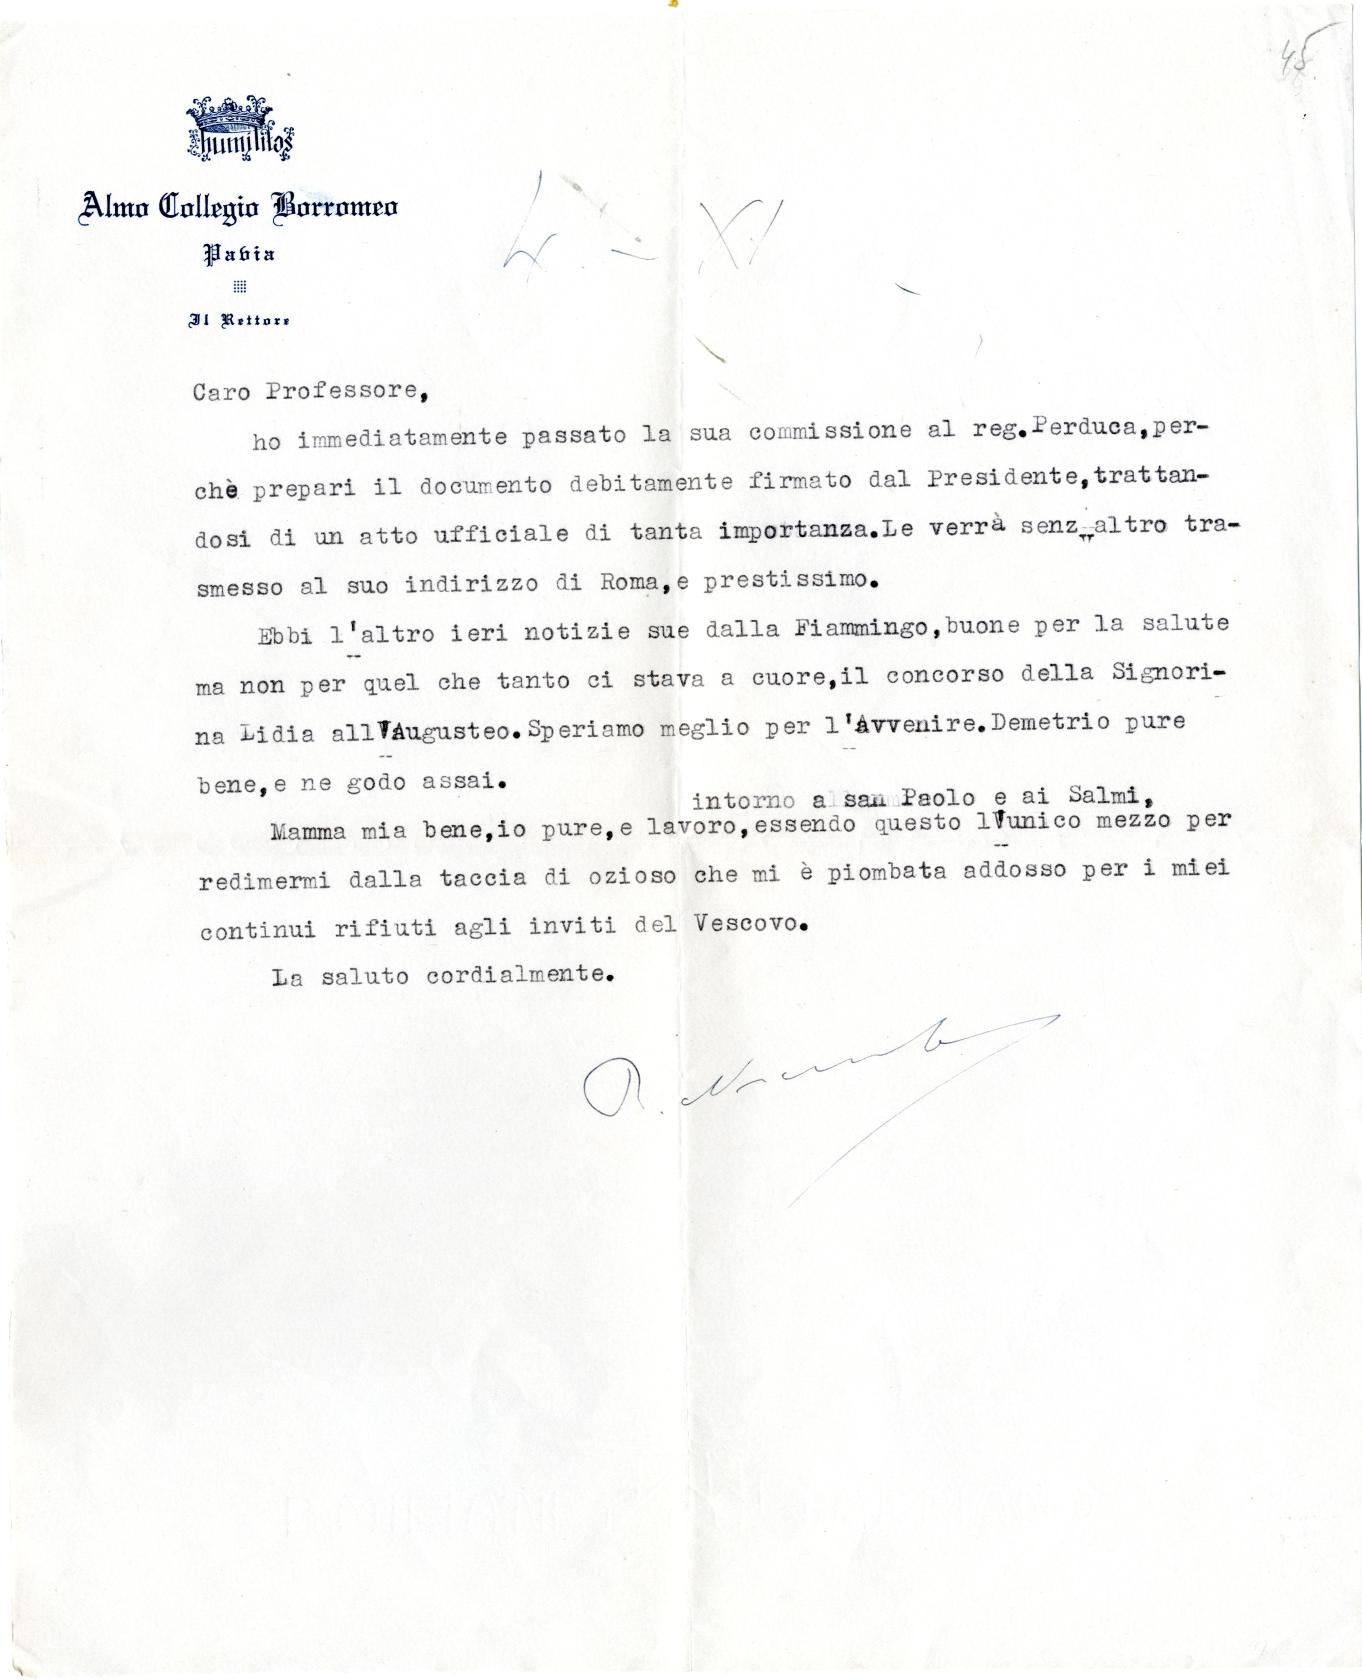 45
humilitas
Almo Collegio Borromeo
Pavia
Il Rettore
4 - XI
Caro Professore,
ho immediatamente passato la sua commissione al reg.Perduca,per-
chè prepari il documento debitamente firmato dal Presidente,trattan-
dosi di un atto ufficiale di tanta importanza.Le verrà senz"altro tra-
smesso al suo indirizzo di Roma,e prestissimo.
Ebbi l'altro ieri notizie sue dalla Fiammingo,buone per la salute
ma non per quel che tanto ci stava a cuore,il concorso della Signori-
na Lidia all'Augusteo.Speriamo meglio per l'Avvenire.Demetrio pure
bene,e ne godo assai.
intorno a san Paolo e ai Salmi,
Mamma mia bene,io pure,e lavoro,essendo questo l'unico mezzo per
redimermi dalla taccia di ozioso che mi è piombata addosso per i miei
continui rifiuti agli inviti del Vescovo.
La saluto cordialmente.